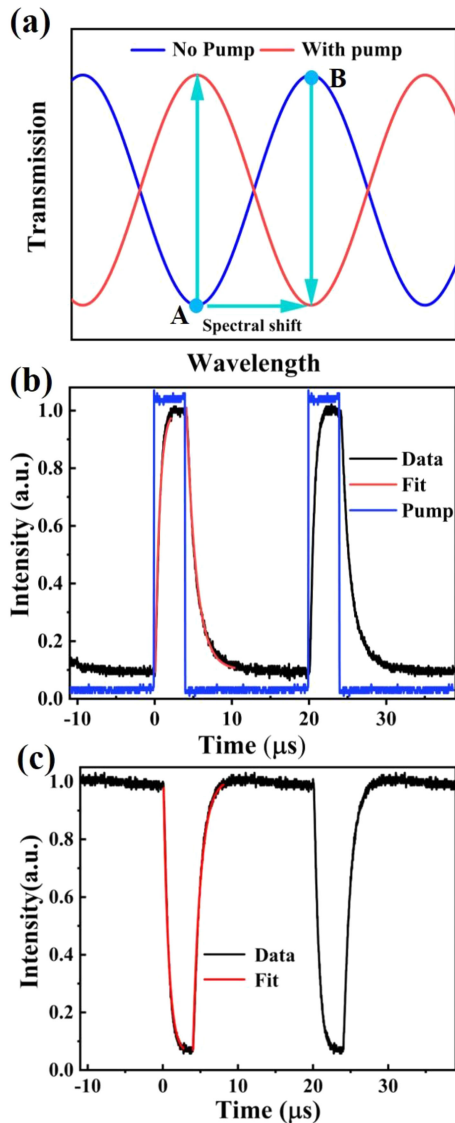 (a)
No Pump
With pump
B
A
Spectral shift
Transmission
Wavelength
(b)
1.0
0.8
0.6
0.4
0.2
0.0
Intensity (a.u.)
Data
Fit
Pump
-10 0 10 20 30
Time (μs)
(c)
1.0
0.8
0.6
0.4
0.2
0.0
Intensity(a.u.)
Data
Fit
-10 0 10 20 30
Time (μs)